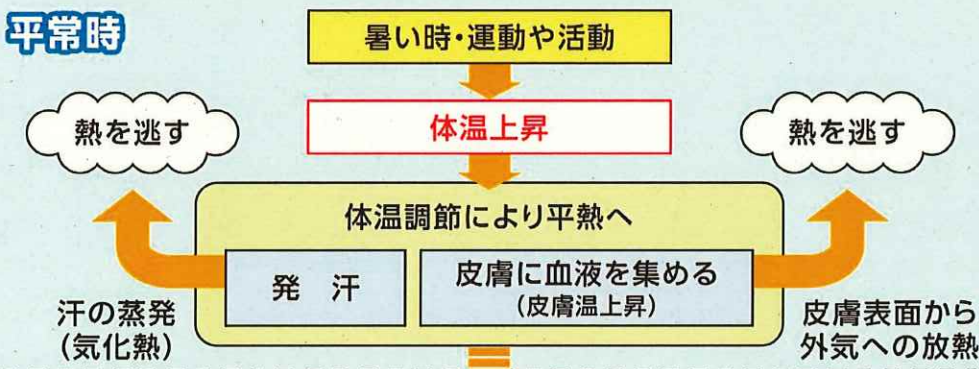 平常時
暑い時・運動や活動
体温上昇
熱を逃す
熱を逃す
体温調節により平熱へ
発 汗
皮膚に血液を集める
(皮膚温上昇)
汗の蒸発
(気化熱)
皮膚表面から
外気への放熱